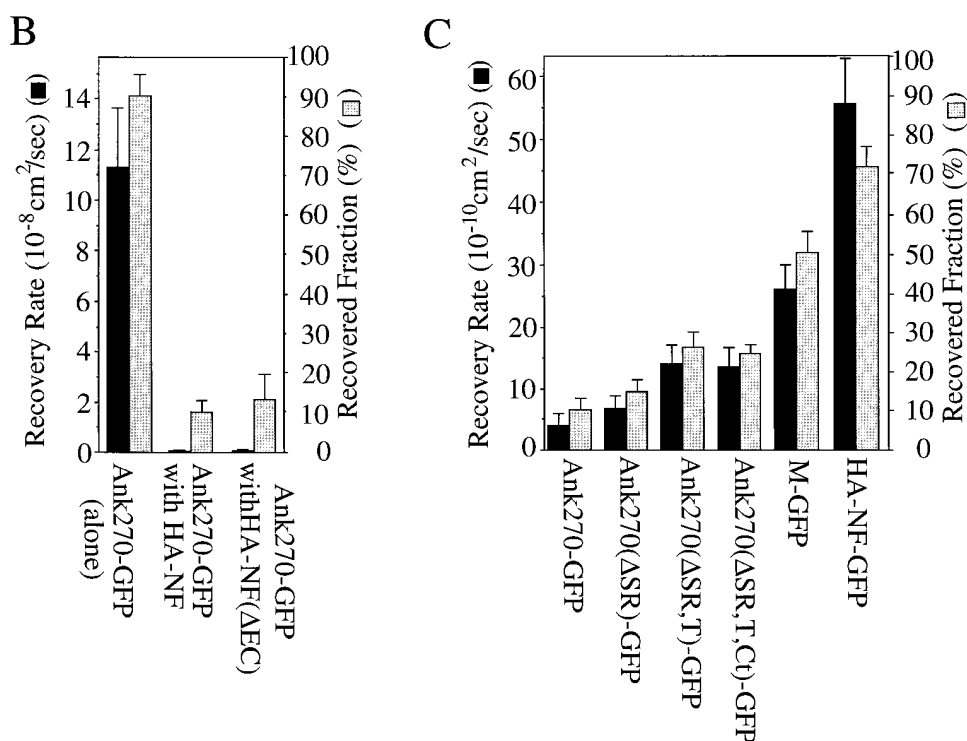 B
Recovery Rate (10⁻⁸ cm²/sec) (■)
14
12
10
8
6
4
2
0
100
90
80
70
60
50
40
30
20
10
0
Recovered Fraction (%) ( )
Ank270-GFP
(alone)
Ank270-GFP
with HA-NF
Ank270-GFP
withHA-NF(ΔEC)
C
Recovery Rate (10⁻¹⁰cm²/sec) (■)
60
50
40
30
20
10
0
100
90
80
70
60
50
40
30
20
10
0
Recovered Fraction (%) ( )
Ank270-GFP
Ank270(ΔSR)-GFP
Ank270(ΔSR,T)-GFP
Ank270(ΔSR,T,Ct)-GFP
M-GFP
HA-NF-GFP